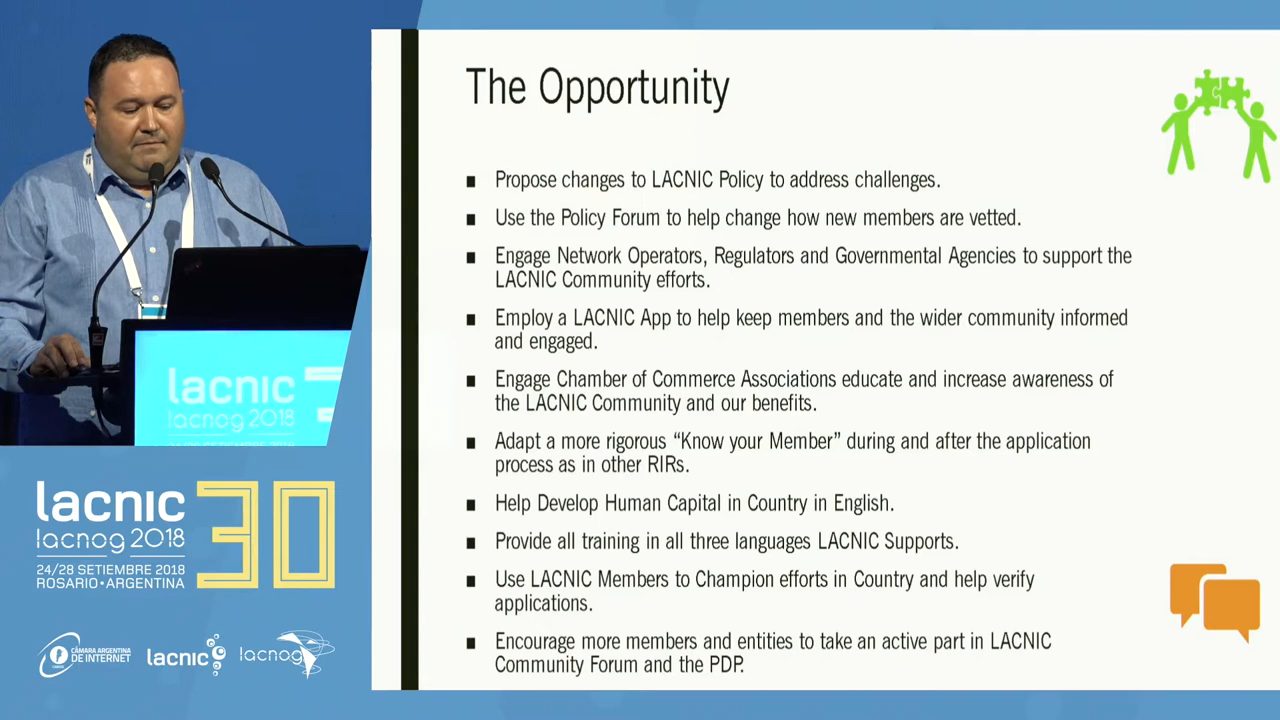 The Opportunity
Propose changes to LACNIC Policy to address challenges.
Use the Policy Forum to help change how new members are vetted.
Engage Network Operators, Regulators and Governmental Agencies to support the
LACNIC Community efforts.
Employ a LACNIC App to help keep members and the wider community informed
and engaged.
Engage Chamber of Commerce Associations educate and increase awareness of
the LACNIC Community and our benefits.
Adapt a more rigorous “Know your Member” during and after the application
process as in other RIRs.
Help Develop Human Capital in Country in English.
Provide all training in all three languages LACNIC Supports.
Use LACNIC Members to Champion efforts in Country and help verify
applications.
Encourage more members and entities to take an active part in LACNIC
Community Forum and the PDP.
lacnic
lacnog 2018
lacnic 30
lacnog 2018
24/28 SETIEMBRE 2018
ROSARIO•ARGENTINA
CÁMARA ARGENTINA
DE INTERNET
lacnic
lacnog